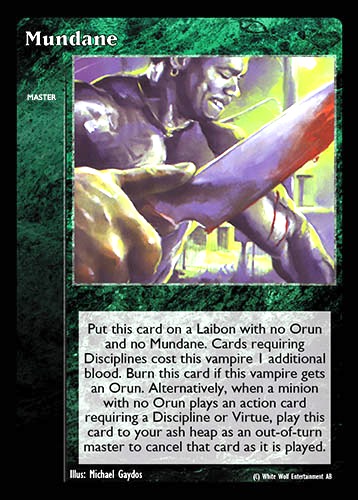 Mundane
MASTER
Put this card on a Laibon with no Orun
and no Mundane. Cards requiring
Disciplines cost this vampire 1 additional
blood. Burn this card if this vampire gets
an Orun. Alternatively, when a minion
with no Orun plays an action card
requiring a Discipline or Virtue, play this
card to your ash heap as an out-of-turn
master to cancel that card as it is played.
Illus: Michael Gaydos
(C) White Wolf Entertainment AB